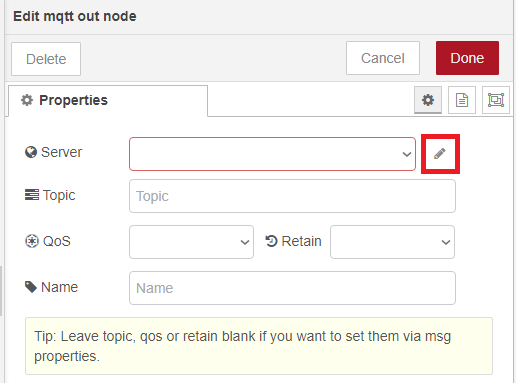 Edit mqtt out node
Delete
Cancel
Done
Properties
Server
Topic
Topic
QoS
Retain
Name
Name
Tip: Leave topic, qos or retain blank if you want to set them via msg
properties.